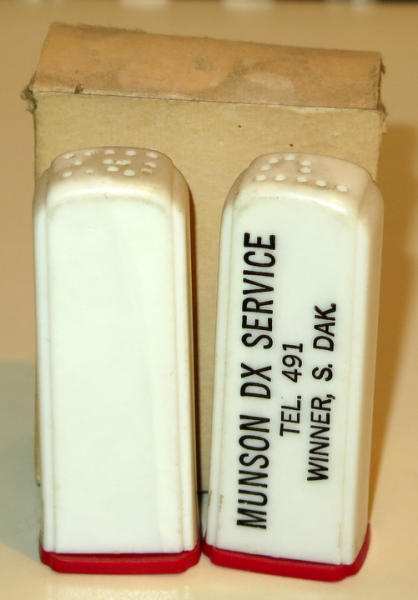 MUNSON DX SERVICE
TEL. 491
WINNER, S. DAK.